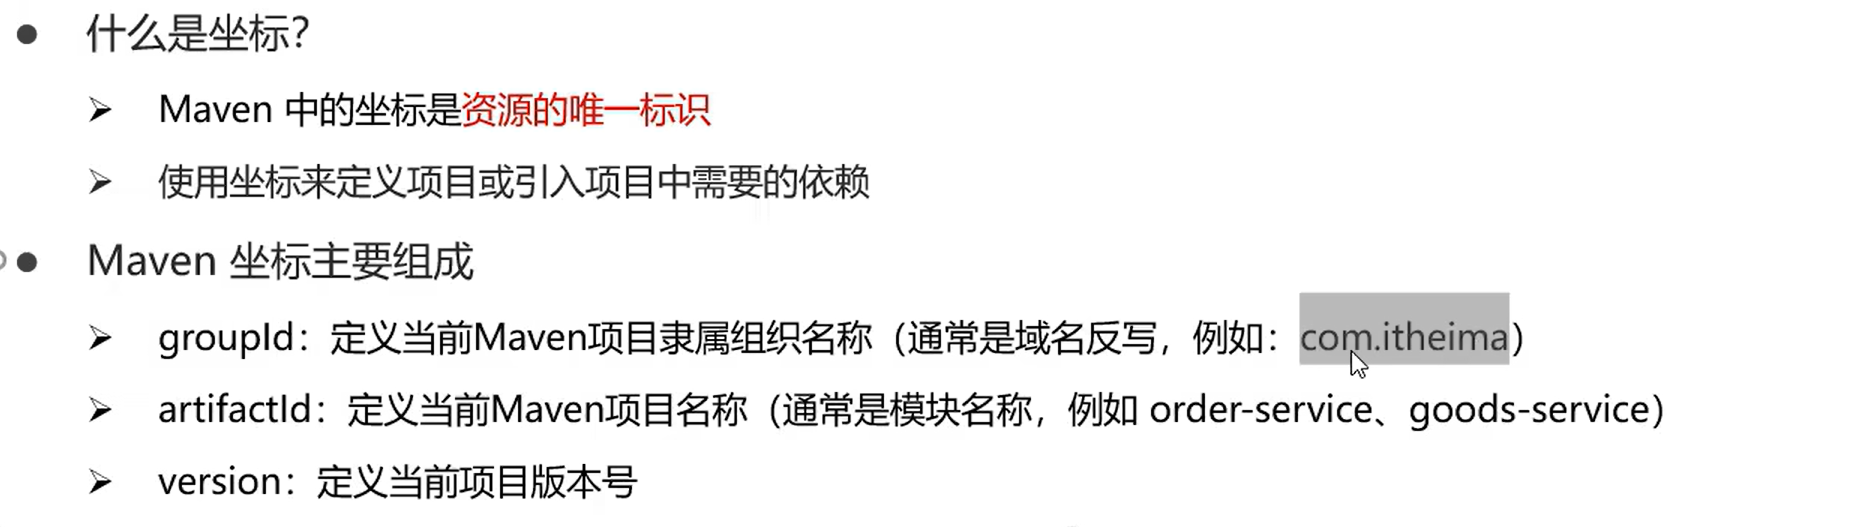 什么是坐标？
Maven 中的坐标是资源的唯一标识
使用坐标来定义项目或引入项目中需要的依赖
Maven 坐标主要组成
groupId：定义当前Maven项目隶属组织名称（通常是域名反写，例如：com.itheima）
artifactId：定义当前Maven项目名称（通常是模块名称，例如 order-service、goods-service）
version：定义当前项目版本号